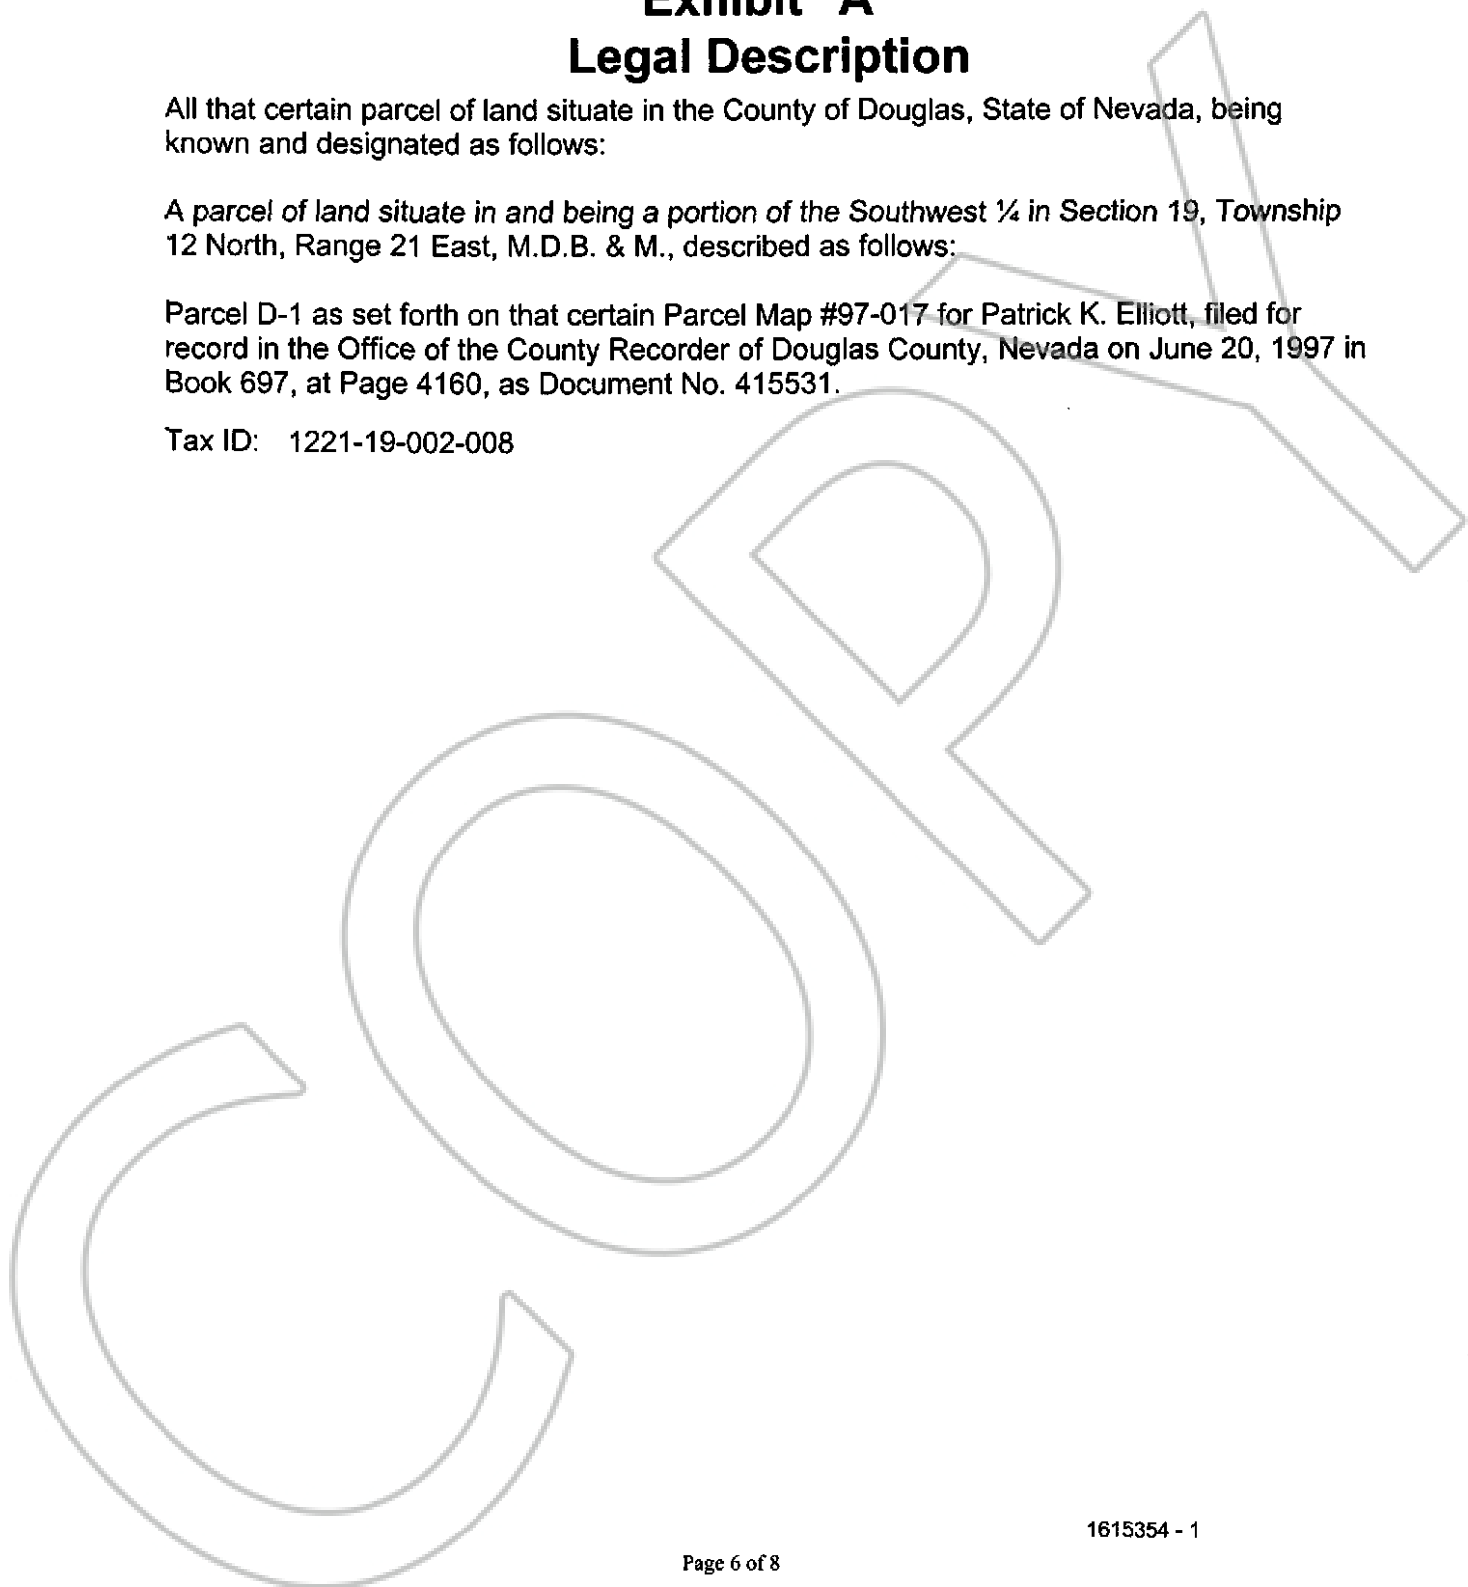 Exhibit "A"
Legal Description
All that certain parcel of land situate in the County of Douglas, State of Nevada, being
known and designated as follows:
A parcel of land situate in and being a portion of the Southwest ¼ in Section 19, Township
12 North, Range 21 East, M.D.B. & M., described as follows:
Parcel D-1 as set forth on that certain Parcel Map #97-017 for Patrick K. Elliott, filed for
record in the Office of the County Recorder of Douglas County, Nevada on June 20, 1997 in
Book 697, at Page 4160, as Document No. 415531.
Tax ID: 1221-19-002-008
COPY
1615354 - 1
Page 6 of 8